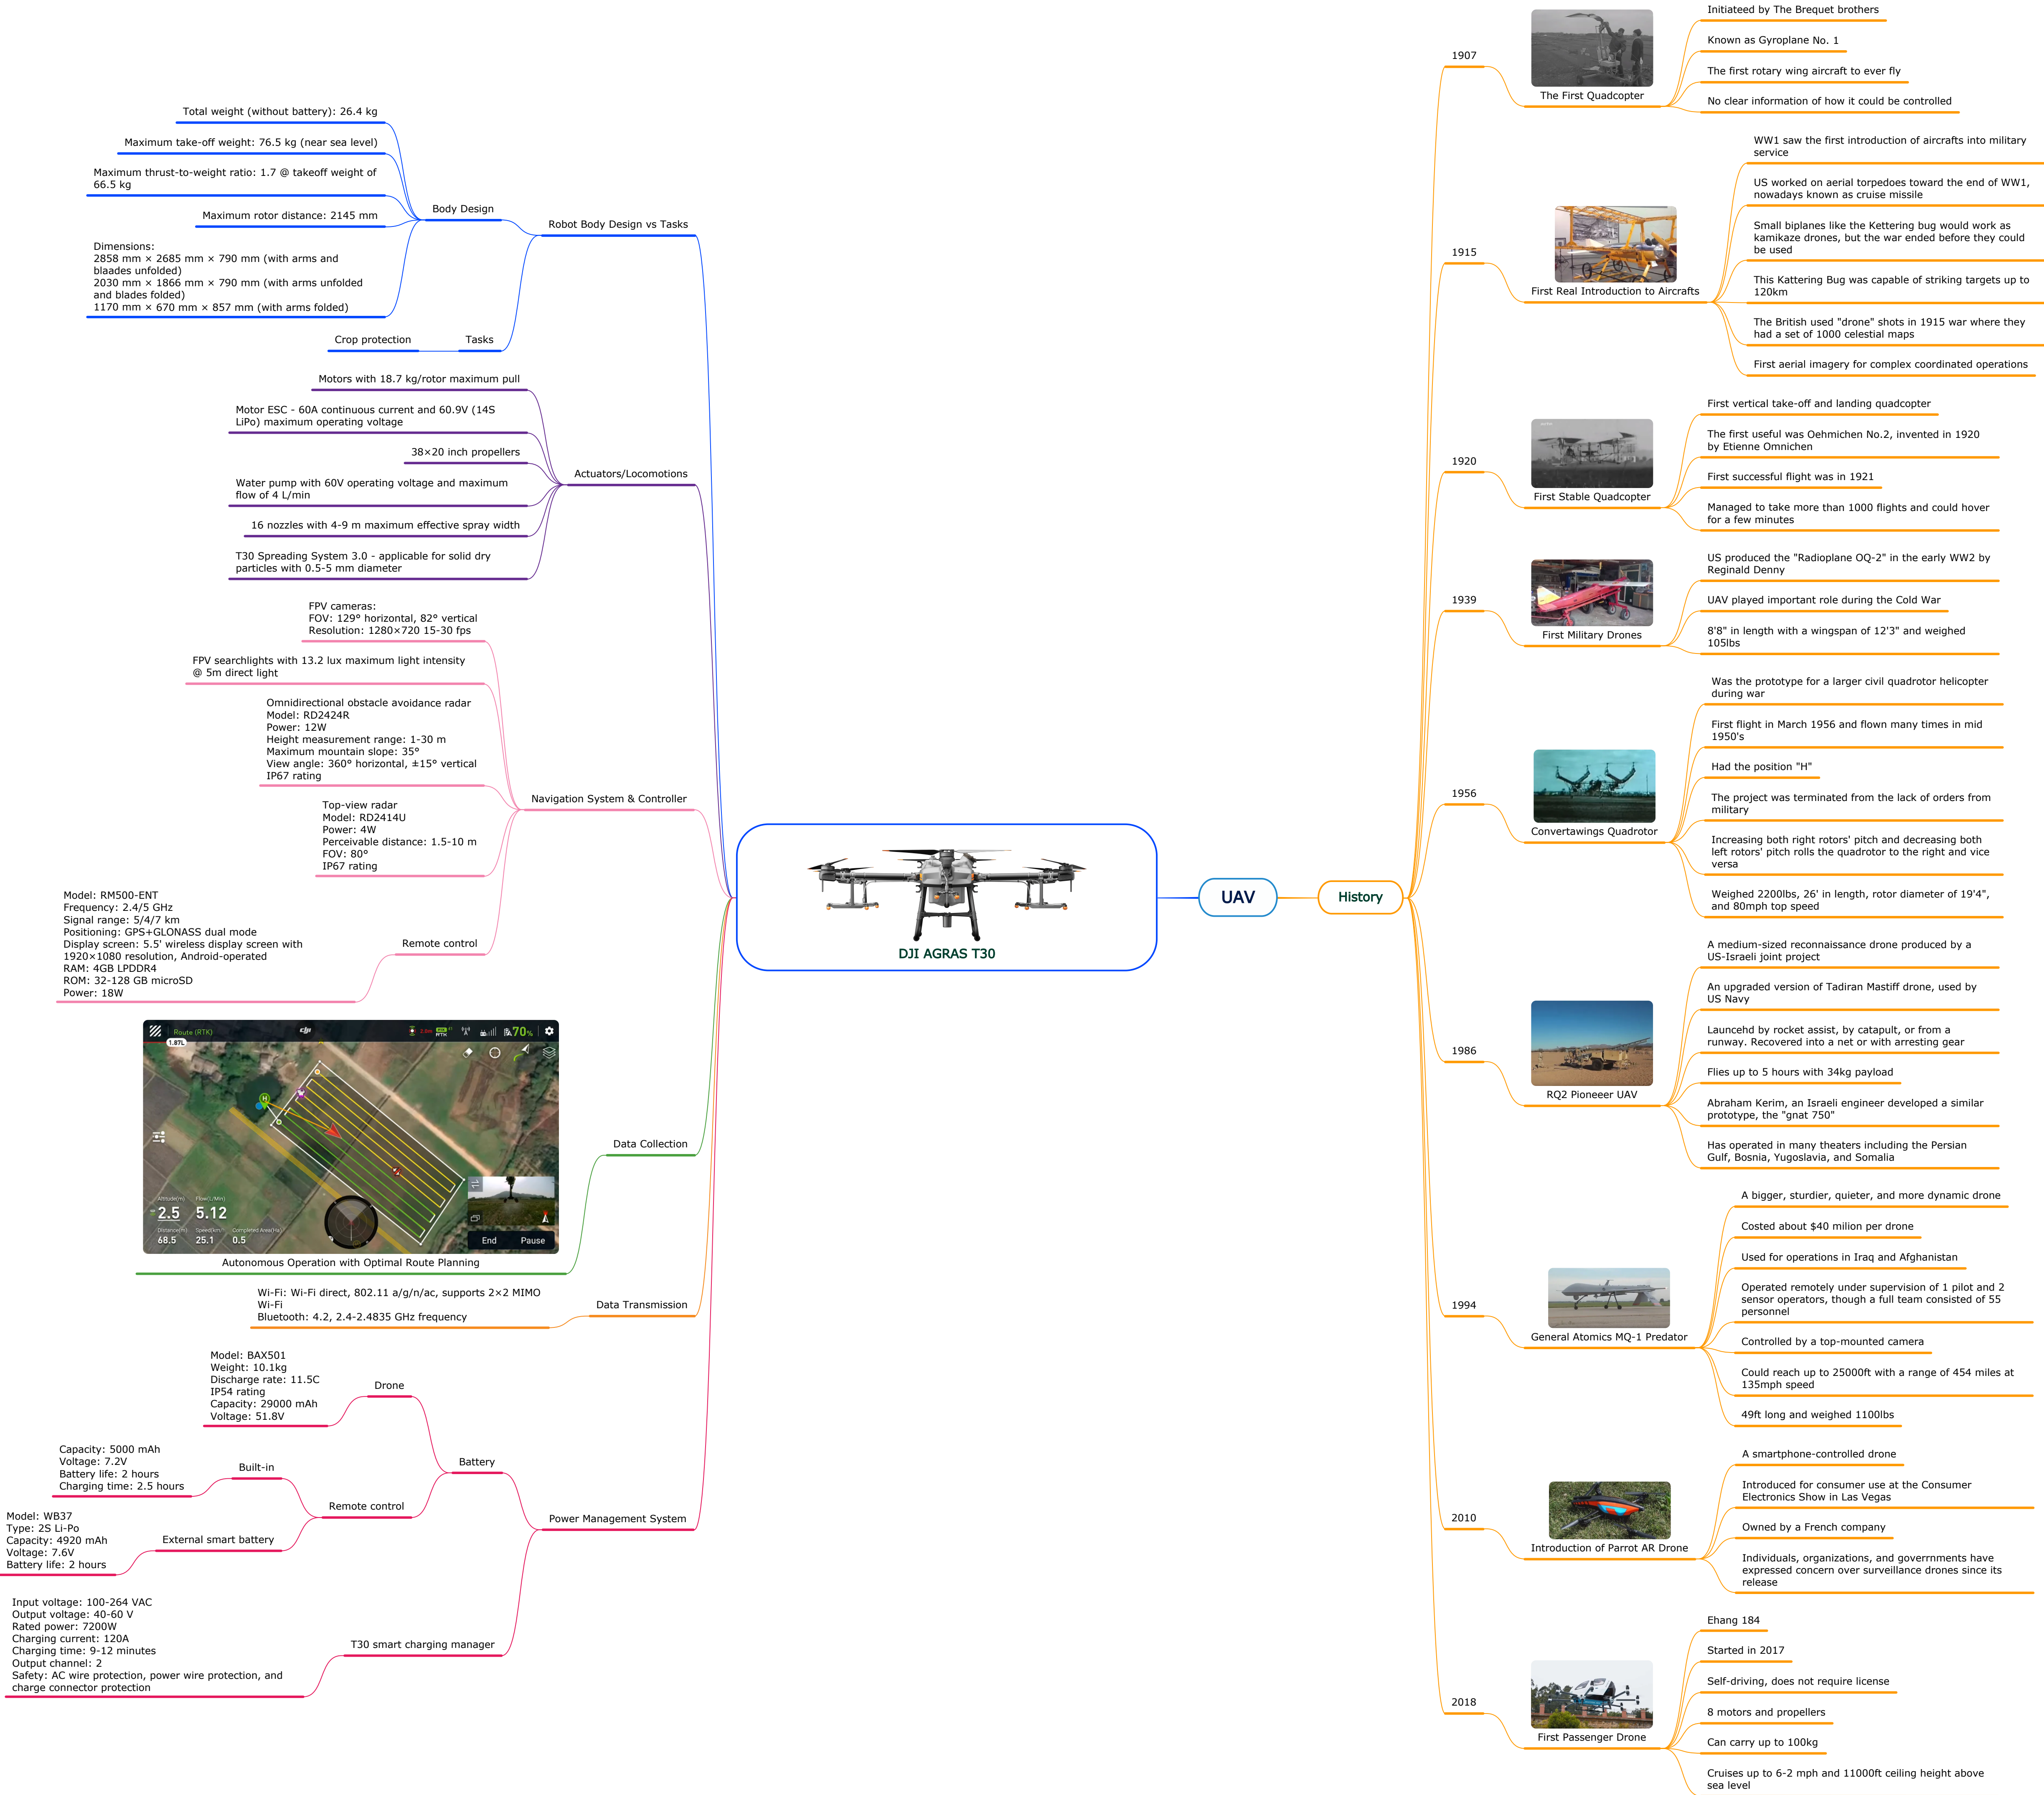 Total weight (without battery): 26.4 kg
Maximum take-off weight: 76.5 kg (near sea level)
Maximum thrust-to-weight ratio: 1.7 @ takeoff weight of
66.5 kg
Maximum rotor distance: 2145 mm
Dimensions:
2858 mm × 2685 mm × 790 mm (with arms and
blaades unfolded)
2030 mm × 1866 mm × 790 mm (with arms unfolded
and blades folded)
1170 mm × 670 mm × 857 mm (with arms folded)
Body Design
Robot Body Design vs Tasks
Crop protection
Tasks
Motors with 18.7 kg/rotor maximum pull
Motor ESC - 60A continuous current and 60.9V (14S
LiPo) maximum operating voltage
38×20 inch propellers
Water pump with 60V operating voltage and maximum
flow of 4 L/min
16 nozzles with 4-9 m maximum effective spray width
T30 Spreading System 3.0 - applicable for solid dry
particles with 0.5-5 mm diameter
Actuators/Locomotions
FPV cameras:
FOV: 129° horizontal, 82° vertical
Resolution: 1280×720 15-30 fps
FPV searchlights with 13.2 lux maximum light intensity
@ 5m direct light
Omnidirectional obstacle avoidance radar
Model: RD2424R
Power: 12W
Height measurement range: 1-30 m
Maximum mountain slope: 35°
View angle: 360° horizontal, ±15° vertical
IP67 rating
Top-view radar
Model: RD2414U
Power: 4W
Perceivable distance: 1.5-10 m
FOV: 80°
IP67 rating
Navigation System & Controller
Model: RM500-ENT
Frequency: 2.4/5 GHz
Signal range: 5/4/7 km
Positioning: GPS+GLONASS dual mode
Display screen: 5.5' wireless display screen with
1920×1080 resolution, Android-operated
RAM: 4GB LPDDR4
ROM: 32-128 GB microSD
Power: 18W
Remote control
Route (RTK)
dji
RTK
70%
1.87L
H
Altitude(m) Flow(L/Min)
2.5 5.12
Distance(m) Speed(km/h) Completed Area(Ha)
68.5 25.1 0.5
End Pause
Autonomous Operation with Optimal Route Planning
Data Collection
Wi-Fi: Wi-Fi direct, 802.11 a/g/n/ac, supports 2×2 MIMO
Wi-Fi
Bluetooth: 4.2, 2.4-2.4835 GHz frequency
Data Transmission
Model: BAX501
Weight: 10.1kg
Discharge rate: 11.5C
IP54 rating
Capacity: 29000 mAh
Voltage: 51.8V
Drone
Battery
Capacity: 5000 mAh
Voltage: 7.2V
Battery life: 2 hours
Charging time: 2.5 hours
Built-in
Remote control
Model: WB37
Type: 2S Li-Po
Capacity: 4920 mAh
Voltage: 7.6V
Battery life: 2 hours
External smart battery
Power Management System
Input voltage: 100-264 VAC
Output voltage: 40-60 V
Rated power: 7200W
Charging current: 120A
Charging time: 9-12 minutes
Output channel: 2
Safety: AC wire protection, power wire protection, and
charge connector protection
T30 smart charging manager
DJI AGRAS T30
UAV
History
1907
The First Quadcopter
Initiateed by The Brequet brothers
Known as Gyroplane No. 1
The first rotary wing aircraft to ever fly
No clear information of how it could be controlled
1915
First Real Introduction to Aircrafts
WW1 saw the first introduction of aircrafts into military
service
US worked on aerial torpedoes toward the end of WW1,
nowadays known as cruise missile
Small biplanes like the Kettering bug would work as
kamikaze drones, but the war ended before they could
be used
This Kattering Bug was capable of striking targets up to
120km
The British used "drone" shots in 1915 war where they
had a set of 1000 celestial maps
First aerial imagery for complex coordinated operations
1920
First Stable Quadcopter
First vertical take-off and landing quadcopter
The first useful was Oehmichen No.2, invented in 1920
by Etienne Omnichen
First successful flight was in 1921
Managed to take more than 1000 flights and could hover
for a few minutes
1939
First Military Drones
US produced the "Radioplane OQ-2" in the early WW2 by
Reginald Denny
UAV played important role during the Cold War
8'8" in length with a wingspan of 12'3" and weighed
105lbs
1956
Convertawings Quadrotor
Was the prototype for a larger civil quadrotor helicopter
during war
First flight in March 1956 and flown many times in mid
1950's
Had the position "H"
The project was terminated from the lack of orders from
military
Increasing both right rotors' pitch and decreasing both
left rotors' pitch rolls the quadrotor to the right and vice
versa
Weighed 2200lbs, 26' in length, rotor diameter of 19'4",
and 80mph top speed
1986
RQ2 Pioneeer UAV
A medium-sized reconnaissance drone produced by a
US-Israeli joint project
An upgraded version of Tadiran Mastiff drone, used by
US Navy
Launcehd by rocket assist, by catapult, or from a
runway. Recovered into a net or with arresting gear
Flies up to 5 hours with 34kg payload
Abraham Kerim, an Israeli engineer developed a similar
prototype, the "gnat 750"
Has operated in many theaters including the Persian
Gulf, Bosnia, Yugoslavia, and Somalia
1994
General Atomics MQ-1 Predator
A bigger, sturdier, quieter, and more dynamic drone
Costed about $40 milion per drone
Used for operations in Iraq and Afghanistan
Operated remotely under supervision of 1 pilot and 2
sensor operators, though a full team consisted of 55
personnel
Controlled by a top-mounted camera
Could reach up to 25000ft with a range of 454 miles at
135mph speed
49ft long and weighed 1100lbs
2010
Introduction of Parrot AR Drone
A smartphone-controlled drone
Introduced for consumer use at the Consumer
Electronics Show in Las Vegas
Owned by a French company
Individuals, organizations, and goverrnments have
expressed concern over surveillance drones since its
release
2018
First Passenger Drone
Ehang 184
Started in 2017
Self-driving, does not require license
8 motors and propellers
Can carry up to 100kg
Cruises up to 6-2 mph and 11000ft ceiling height above
sea level